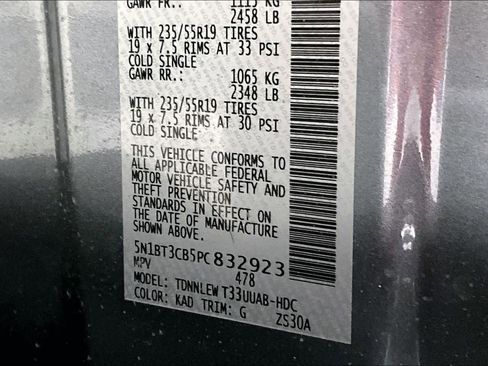 GAWR FR.: 1115 KG
2458 LB
WITH 235/55R19 TIRES
19 x 7.5 RIMS AT 33 PSI
COLD SINGLE
GAWR RR.: 1065 KG
2348 LB
WITH 235/55R19 TIRES
19 x 7.5 RIMS AT 30 PSI
COLD SINGLE
THIS VEHICLE CONFORMS TO
ALL APPLICABLE FEDERAL
MOTOR VEHICLE SAFETY AND
THEFT PREVENTION
STANDARDS IN EFFECT ON
THE DATE OF MANUFACTURE
SHOWN ABOVE.
5N1BT3CB5PC832923
MPV 478
MODEL: TDNNLEW T33UUAB-HDC
COLOR: KAD TRIM: G ZS30A